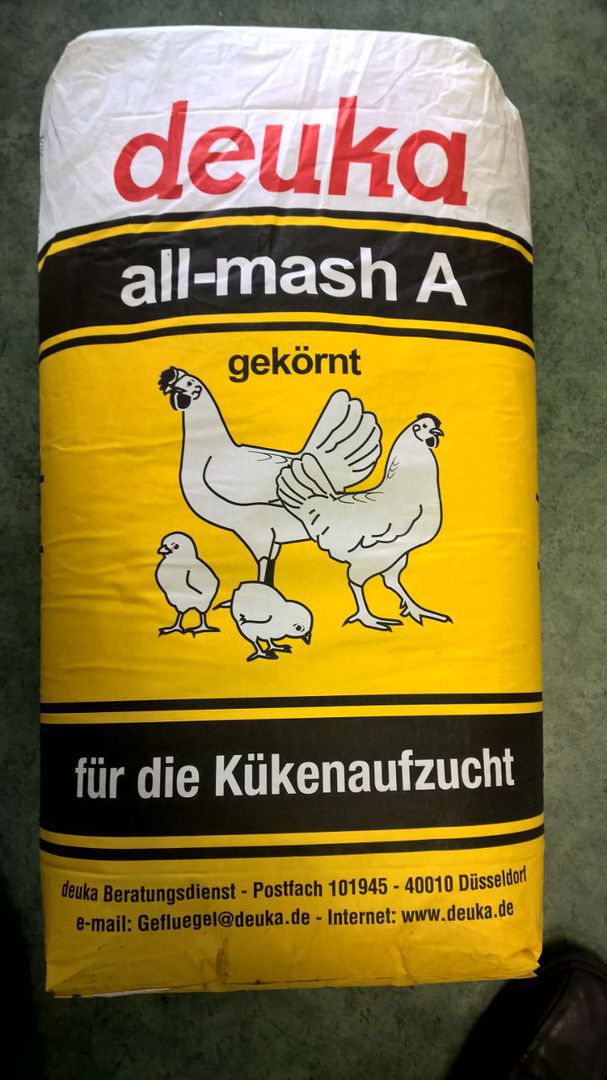 deuka
all-mash A
gekörnt
für die Kükenaufzucht
deuka Beratungsdienst - Postfach 101945 - 40010 Düsseldorf
e-mail: Gefluegel@deuka.de - Internet: www.deuka.de